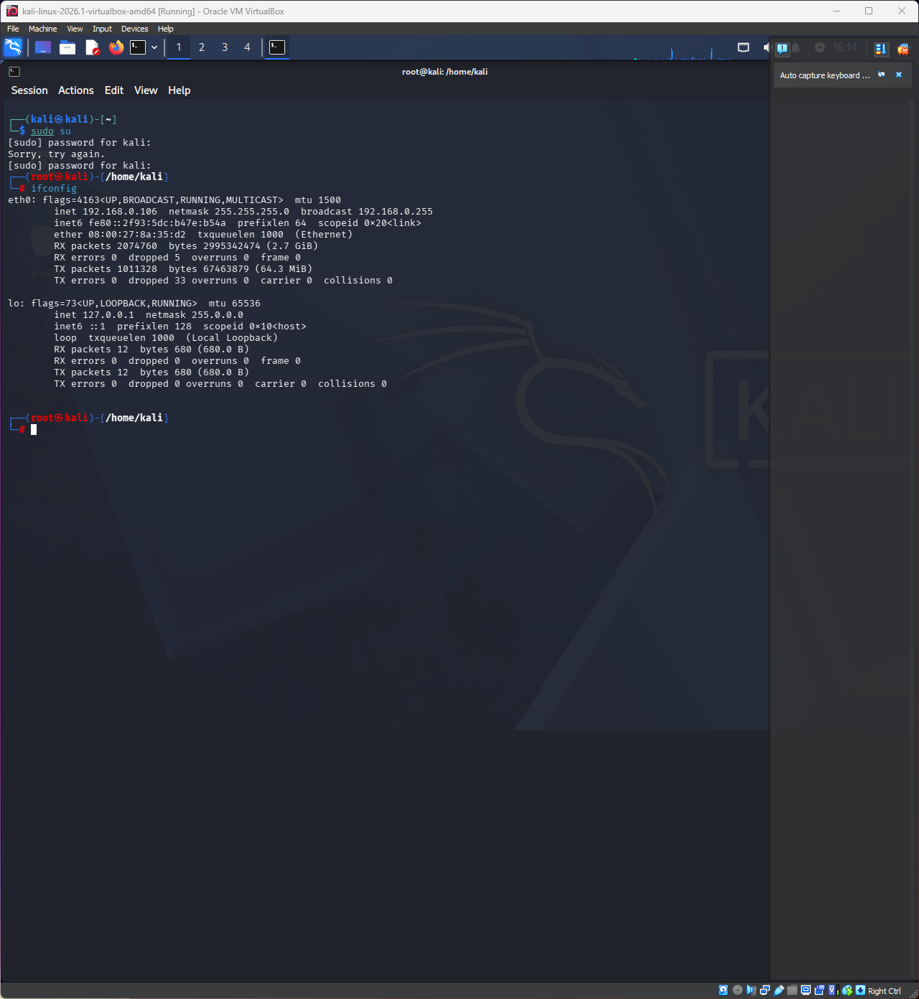 kali-linux-2026.1-virtualbox-amd64 [Running] - Oracle VM VirtualBox
File Machine View Input Devices Help
1 2 3 4 16:14
root@kali: /home/kali
Auto capture keyboard ...
Session Actions Edit View Help
┌──(kali㉿kali)-[~]
└─$ sudo su
[sudo] password for kali:
Sorry, try again.
[sudo] password for kali:
┌──(root㉿kali)-[/home/kali]
└─# ifconfig
eth0: flags=4163<UP,BROADCAST,RUNNING,MULTICAST>  mtu 1500
        inet 192.168.0.106  netmask 255.255.255.0  broadcast 192.168.0.255
        inet6 fe80::2f93:5dc:b47e:b54a  prefixlen 64  scopeid 0×20<link>
        ether 08:00:27:8a:35:d2  txqueuelen 1000  (Ethernet)
        RX packets 2074760  bytes 2995342474 (2.7 GiB)
        RX errors 0  dropped 5  overruns 0  frame 0
        TX packets 1011328  bytes 67463879 (64.3 MiB)
        TX errors 0  dropped 33 overruns 0  carrier 0  collisions 0
lo: flags=73<UP,LOOPBACK,RUNNING>  mtu 65536
        inet 127.0.0.1  netmask 255.0.0.0
        inet6 ::1  prefixlen 128  scopeid 0×10<host>
        loop  txqueuelen 1000  (Local Loopback)
        RX packets 12  bytes 680 (680.0 B)
        RX errors 0  dropped 0  overruns 0  frame 0
        TX packets 12  bytes 680 (680.0 B)
        TX errors 0  dropped 0 overruns 0  carrier 0  collisions 0
┌──(root㉿kali)-[/home/kali]
└─#
KALI
Right Ctrl